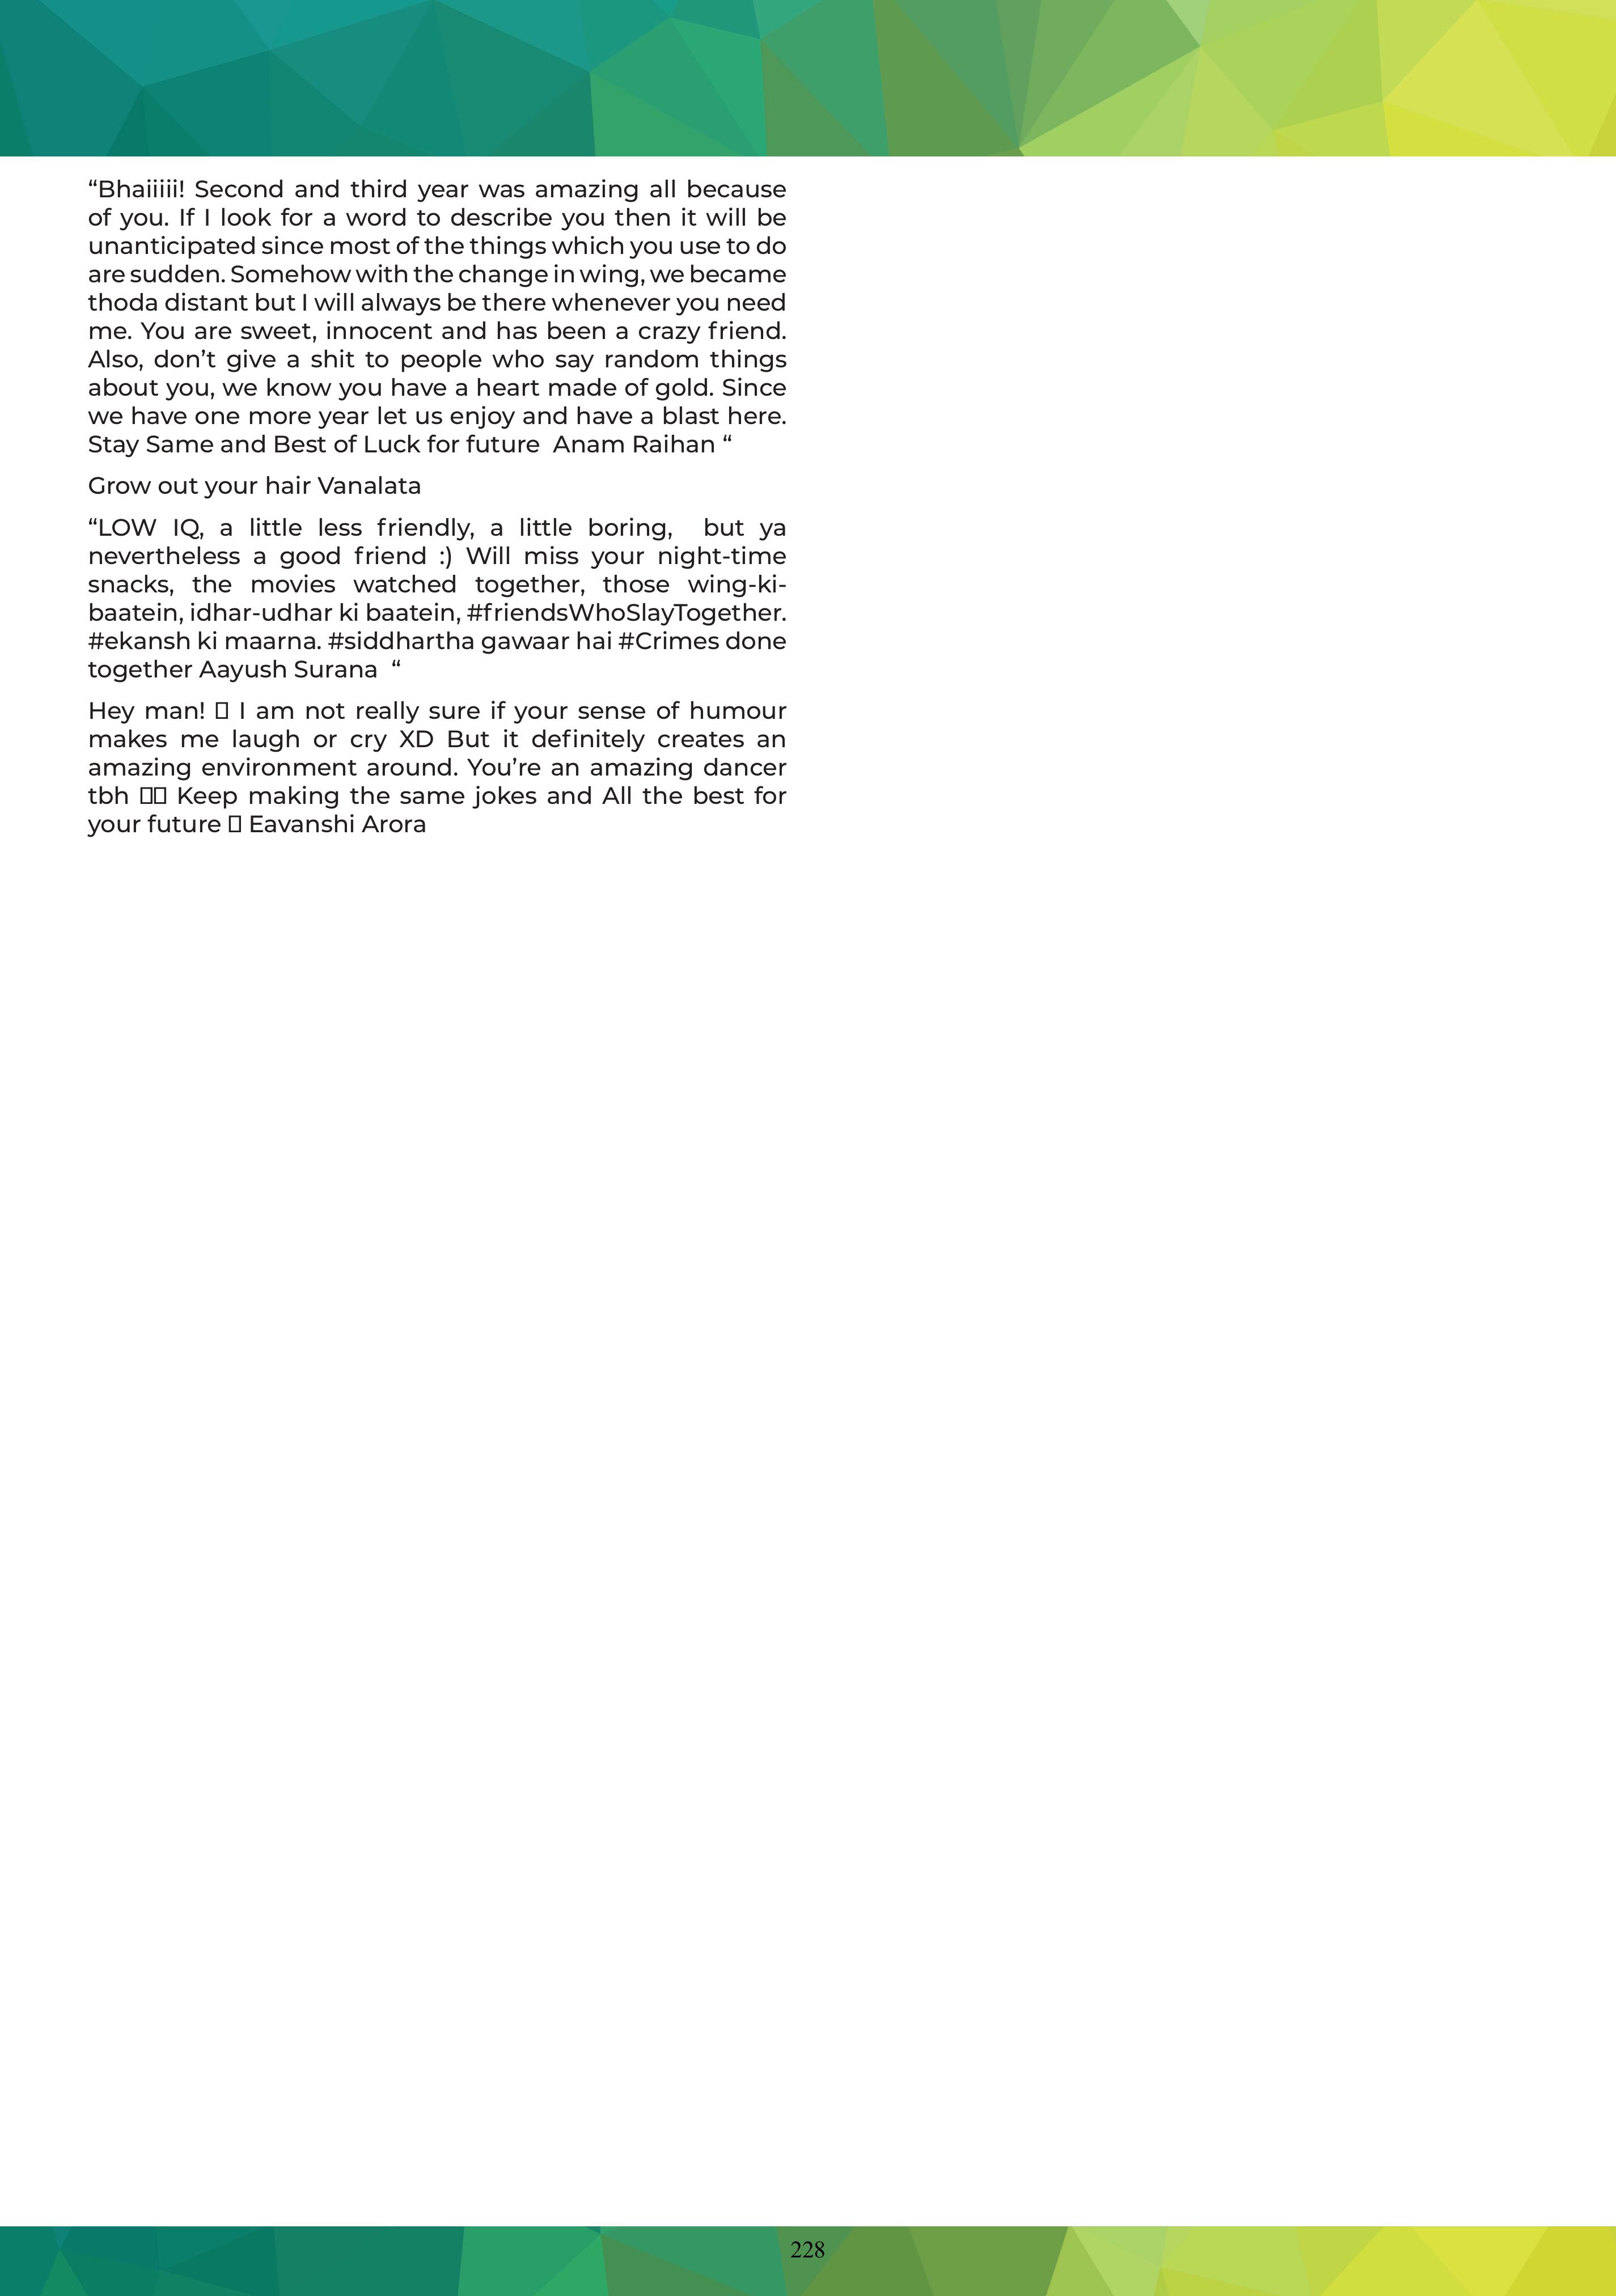 “Bhaiiiii! Second and third year was amazing all because
of you. If I look for a word to describe you then it will be
unanticipated since most of the things which you use to do
are sudden. Somehow with the change in wing, we became
thoda distant but I will always be there whenever you need
me. You are sweet, innocent and has been a crazy friend.
Also, don’t give a shit to people who say random things
about you, we know you have a heart made of gold. Since
we have one more year let us enjoy and have a blast here.
Stay Same and Best of Luck for future  Anam Raihan “
Grow out your hair Vanalata
“LOW IQ, a little less friendly, a little boring,  but ya
nevertheless a good friend :) Will miss your night-time
snacks, the movies watched together, those wing-ki-
baatein, idhar-udhar ki baatein, #friendsWhoSlayTogether.
#ekansh ki maarna. #siddhartha gawaar hai #Crimes done
together Aayush Surana  “
Hey man! 􀀀 I am not really sure if your sense of humour
makes me laugh or cry XD But it definitely creates an
amazing environment around. You’re an amazing dancer
tbh 􀀀􀀀 Keep making the same jokes and All the best for
your future 􀀀 Eavanshi Arora
228